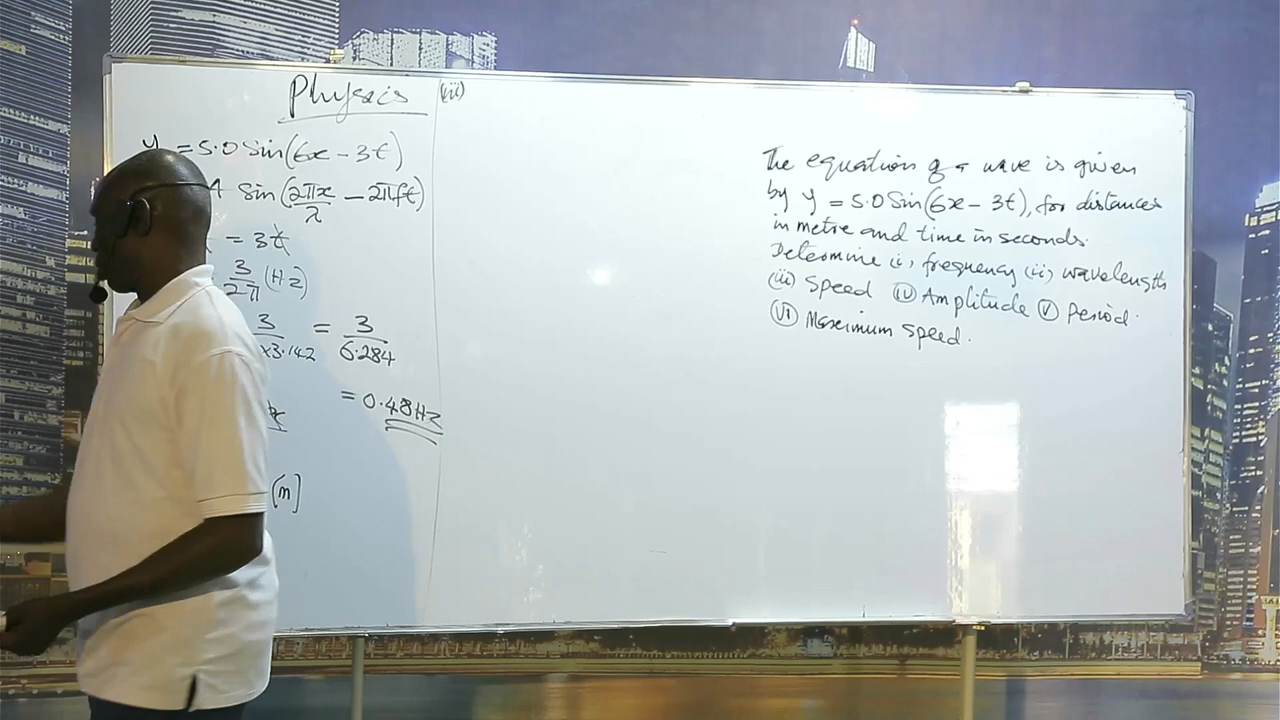 Physics
y = 5.0 Sin(6x - 3t)
A Sin(2πx/λ - 2πft)
= 3t
3/2π (Hz)
3/×3.142 = 3/6.284
= 0.48Hz
(m)
(iii)
The equation of a wave is given
by y = 5.0 Sin(6x - 3t), for distances
in metre and time in seconds.
Determine (i) frequency (ii) wavelength
(iii) Speed (iv) Amplitude (v) Period.
(vi) Maximum speed.